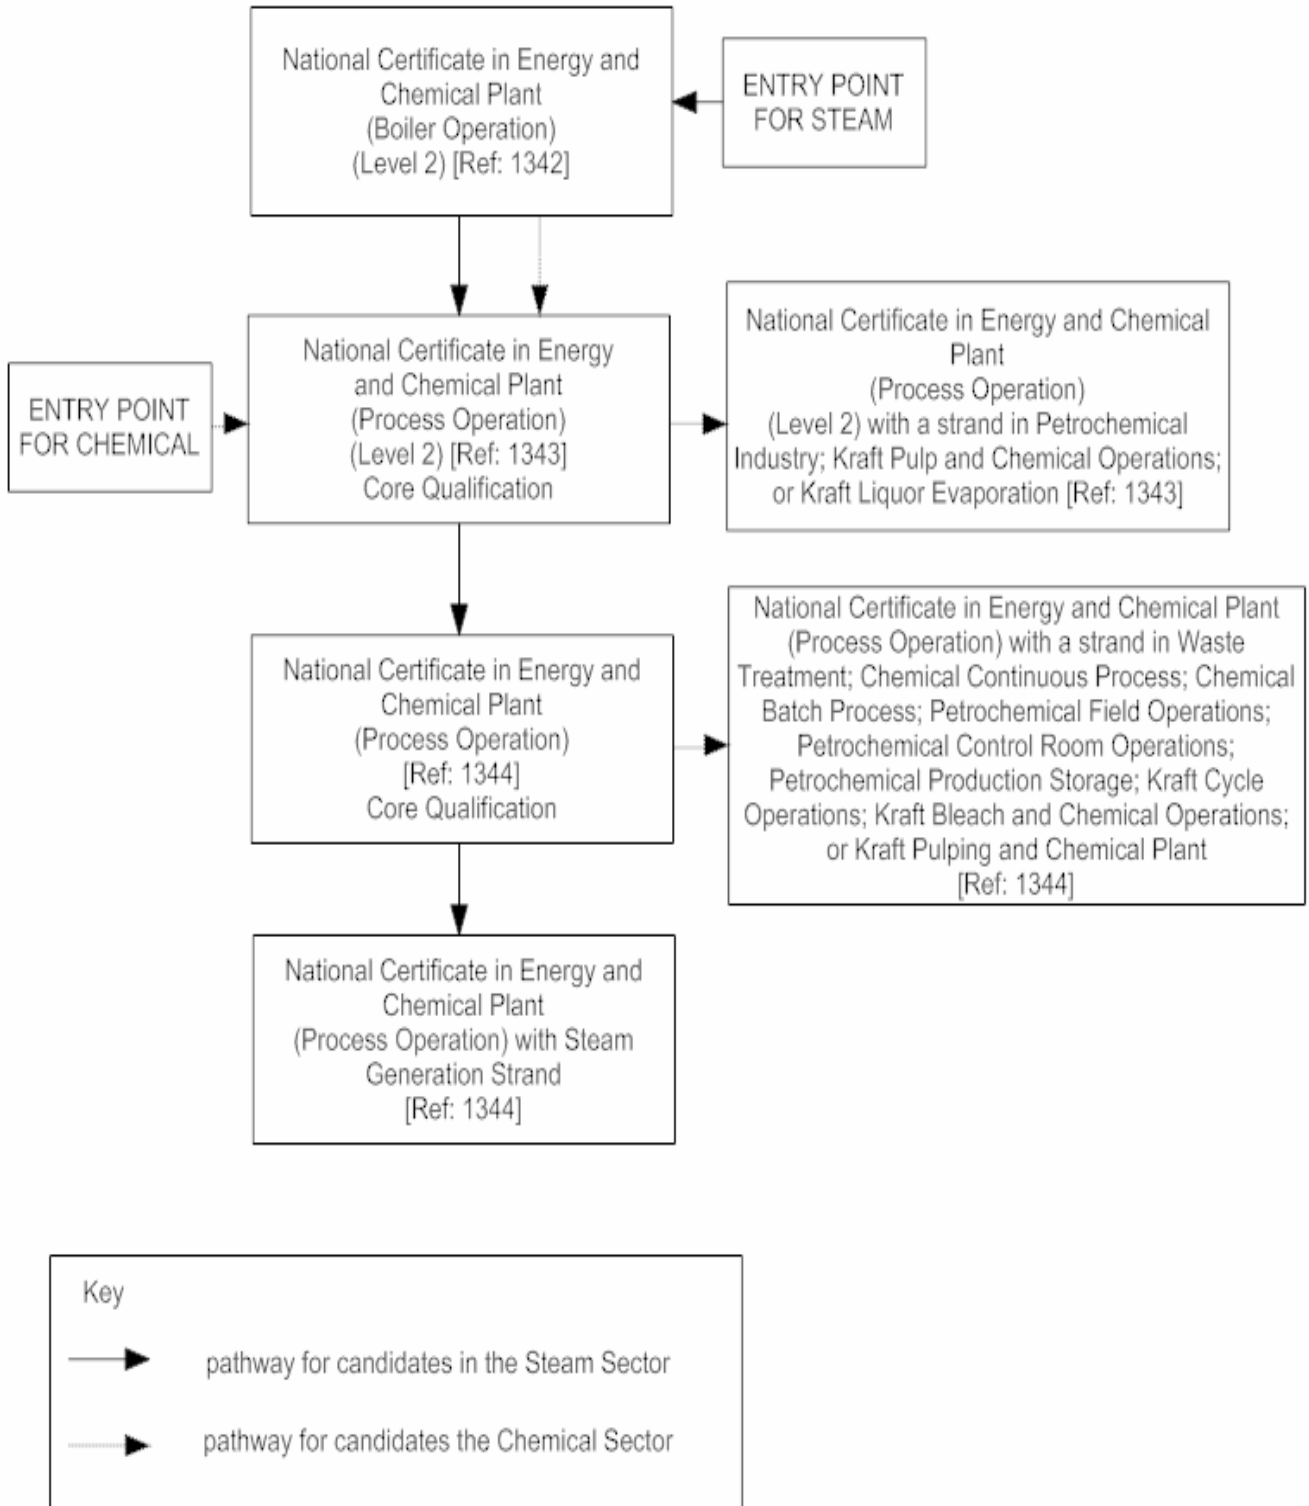 National Certificate in Energy and
Chemical Plant
(Boiler Operation)
(Level 2) [Ref: 1342]
ENTRY POINT
FOR STEAM
ENTRY POINT
FOR CHEMICAL
National Certificate in Energy
and Chemical Plant
(Process Operation)
(Level 2) [Ref: 1343]
Core Qualification
National Certificate in Energy and Chemical
Plant
(Process Operation)
(Level 2) with a strand in Petrochemical
Industry; Kraft Pulp and Chemical Operations;
or Kraft Liquor Evaporation [Ref: 1343]
National Certificate in Energy and
Chemical Plant
(Process Operation)
[Ref: 1344]
Core Qualification
National Certificate in Energy and Chemical Plant
(Process Operation) with a strand in Waste
Treatment; Chemical Continuous Process; Chemical
Batch Process; Petrochemical Field Operations;
Petrochemical Control Room Operations;
Petrochemical Production Storage; Kraft Cycle
Operations; Kraft Bleach and Chemical Operations;
or Kraft Pulping and Chemical Plant
[Ref: 1344]
National Certificate in Energy and
Chemical Plant
(Process Operation) with Steam
Generation Strand
[Ref: 1344]
Key
pathway for candidates in the Steam Sector
pathway for candidates the Chemical Sector